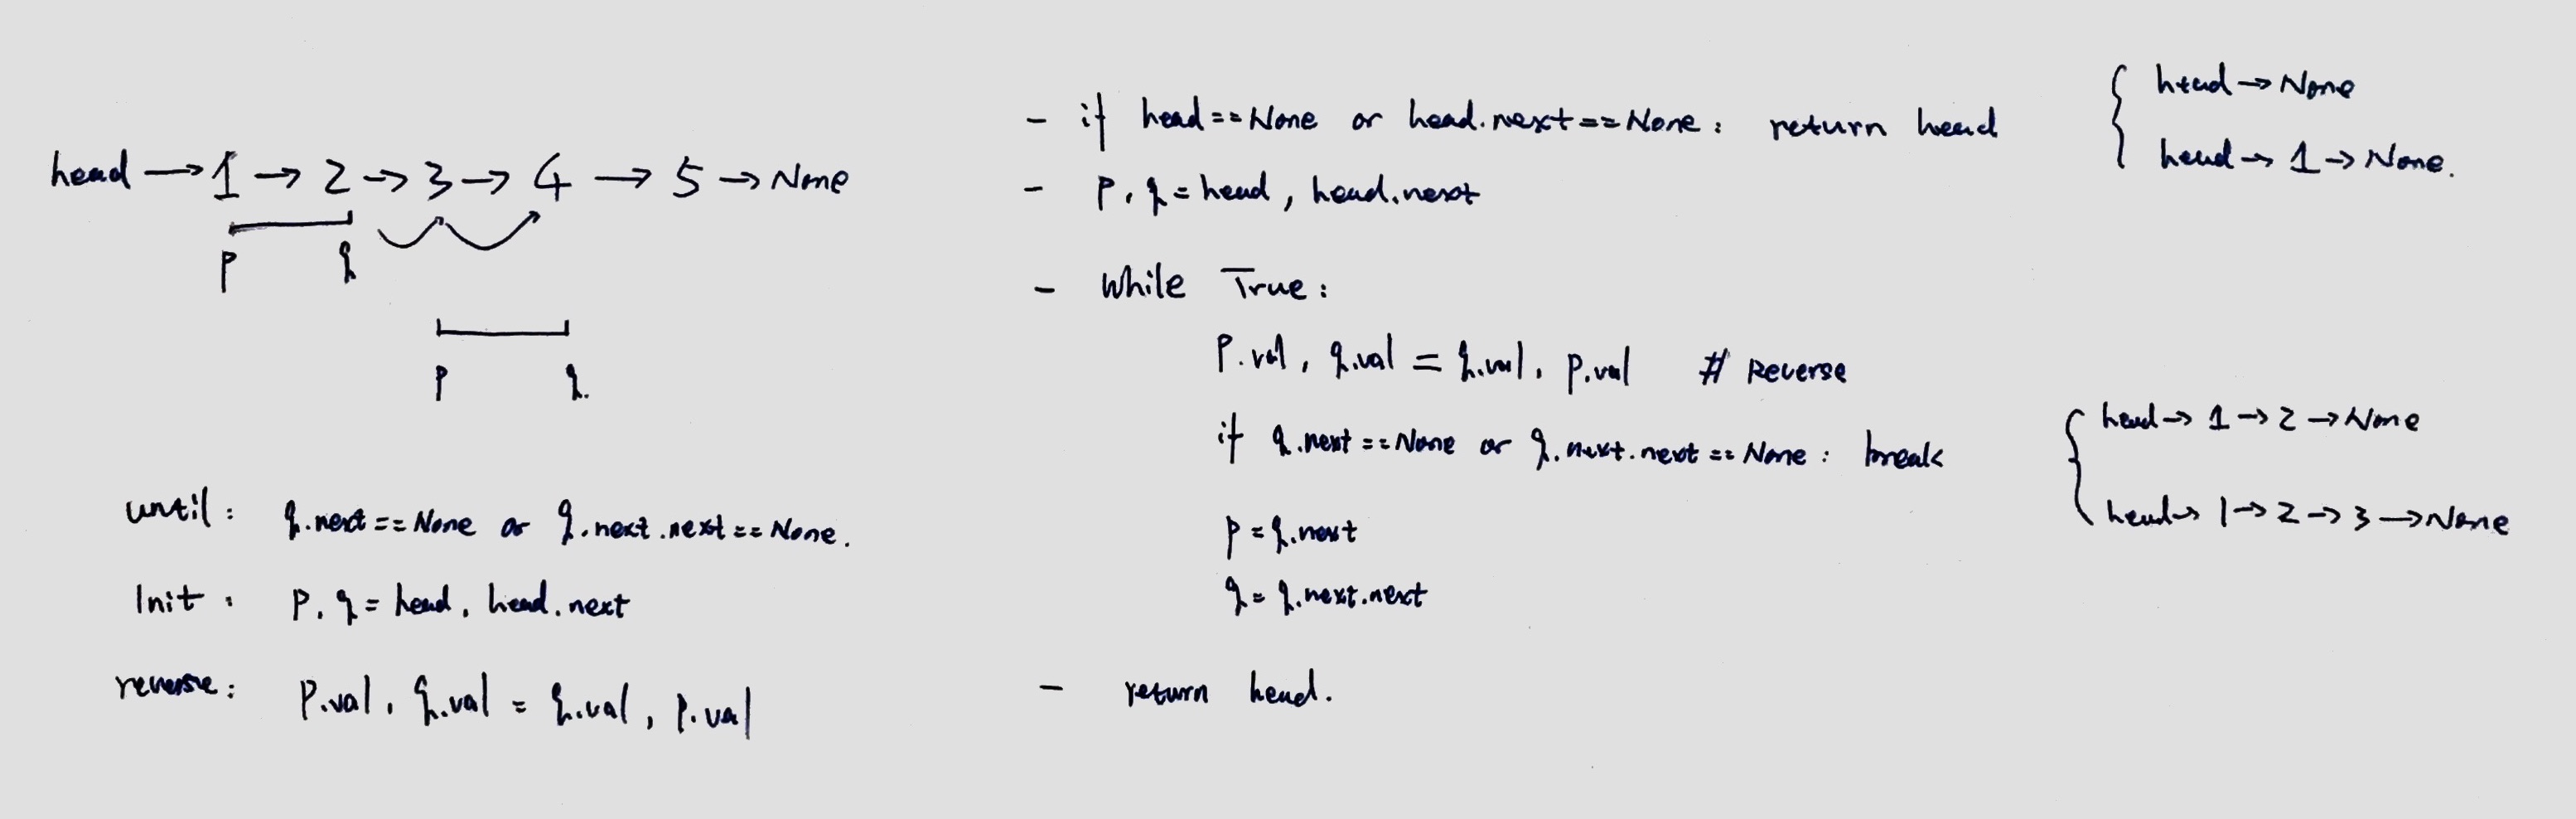 head → 1 → 2 → 3 → 4 → 5 → None
p q
p q.
until: q.next == None or q.next.next == None.
Init: p, q = head, head.next
reverse: p.val, q.val = q.val, p.val
- if head == None or head.next == None: return head
- p, q = head, head.next
- While True:
p.val, q.val = q.val, p.val # Reverse
if q.next == None or q.next.next == None: break
p = q.next
q = q.next.next
- return head.
head → None
head → 1 → None.
head → 1 → 2 → None
head → 1 → 2 → 3 → None